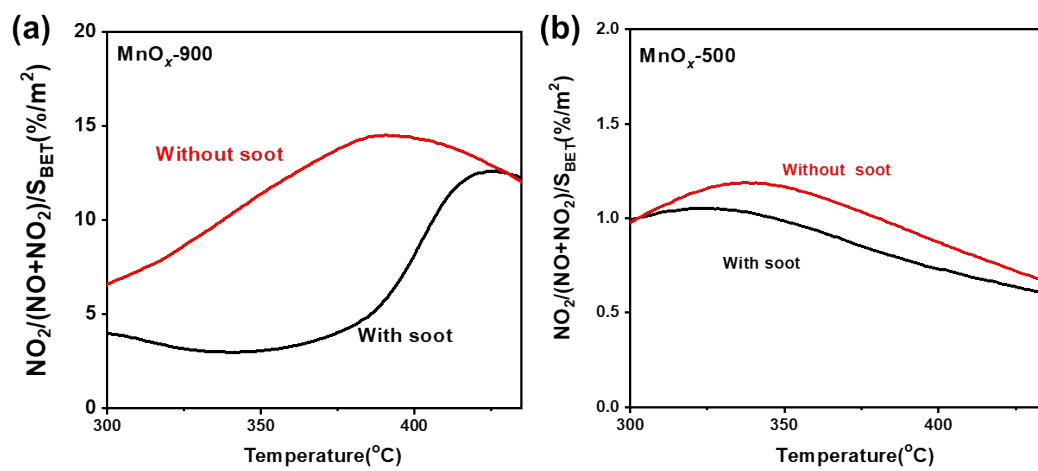 (a)
MnOₓ-900
NO₂/(NO+NO₂)/S_BET(%/m²)
20
15
10
5
0
Without soot
With soot
300
350
400
Temperature(°C)
(b)
MnOₓ-500
NO₂/(NO+NO₂)/S_BET(%/m²)
2.0
1.5
1.0
0.5
0.0
Without soot
With soot
300
350
400
Temperature(°C)